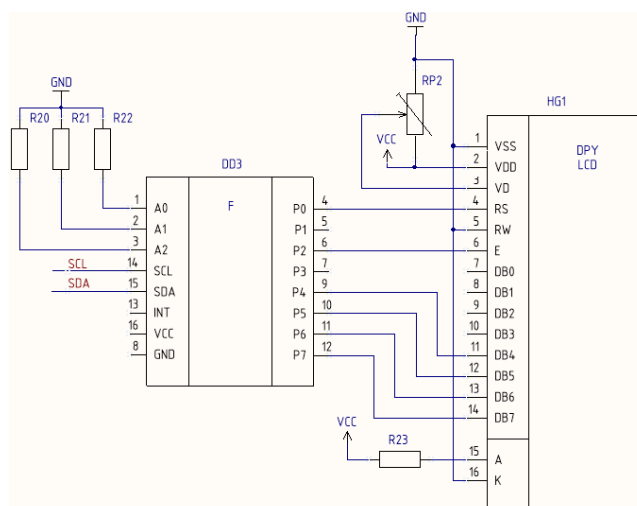 GND
RP2
HG1
GND
R20 R21 R22
VCC
DD3
F
1 A0
2 A1
3 A2
SCL 14 SCL
SDA 15 SDA
13 INT
16 VCC
8 GND
P0 4
P1 5
P2 6
P3 7
P4 9
P5 10
P6 11
P7 12
DPY
LCD
1 VSS
2 VDD
3 VD
4 RS
5 RW
6 E
7 DB0
8 DB1
9 DB2
10 DB3
11 DB4
12 DB5
13 DB6
14 DB7
VCC
R23
15 A
16 K